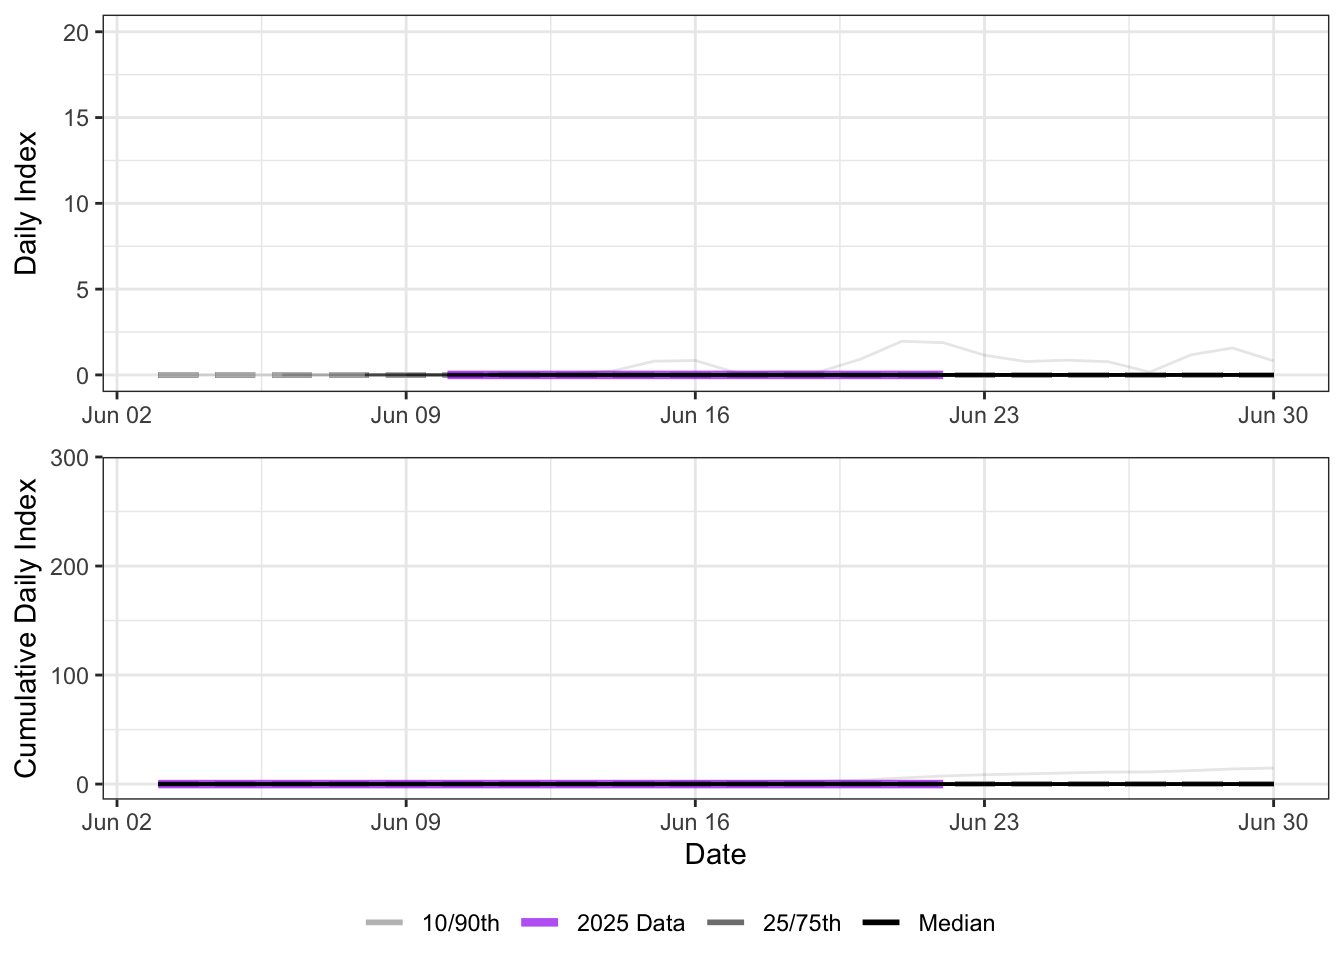 Daily Index
20
15
10
5
0
Jun 02 Jun 09 Jun 16 Jun 23 Jun 30
Cumulative Daily Index
300
200
100
0
Jun 02 Jun 09 Jun 16 Jun 23 Jun 30
Date
10/90th 2025 Data 25/75th Median